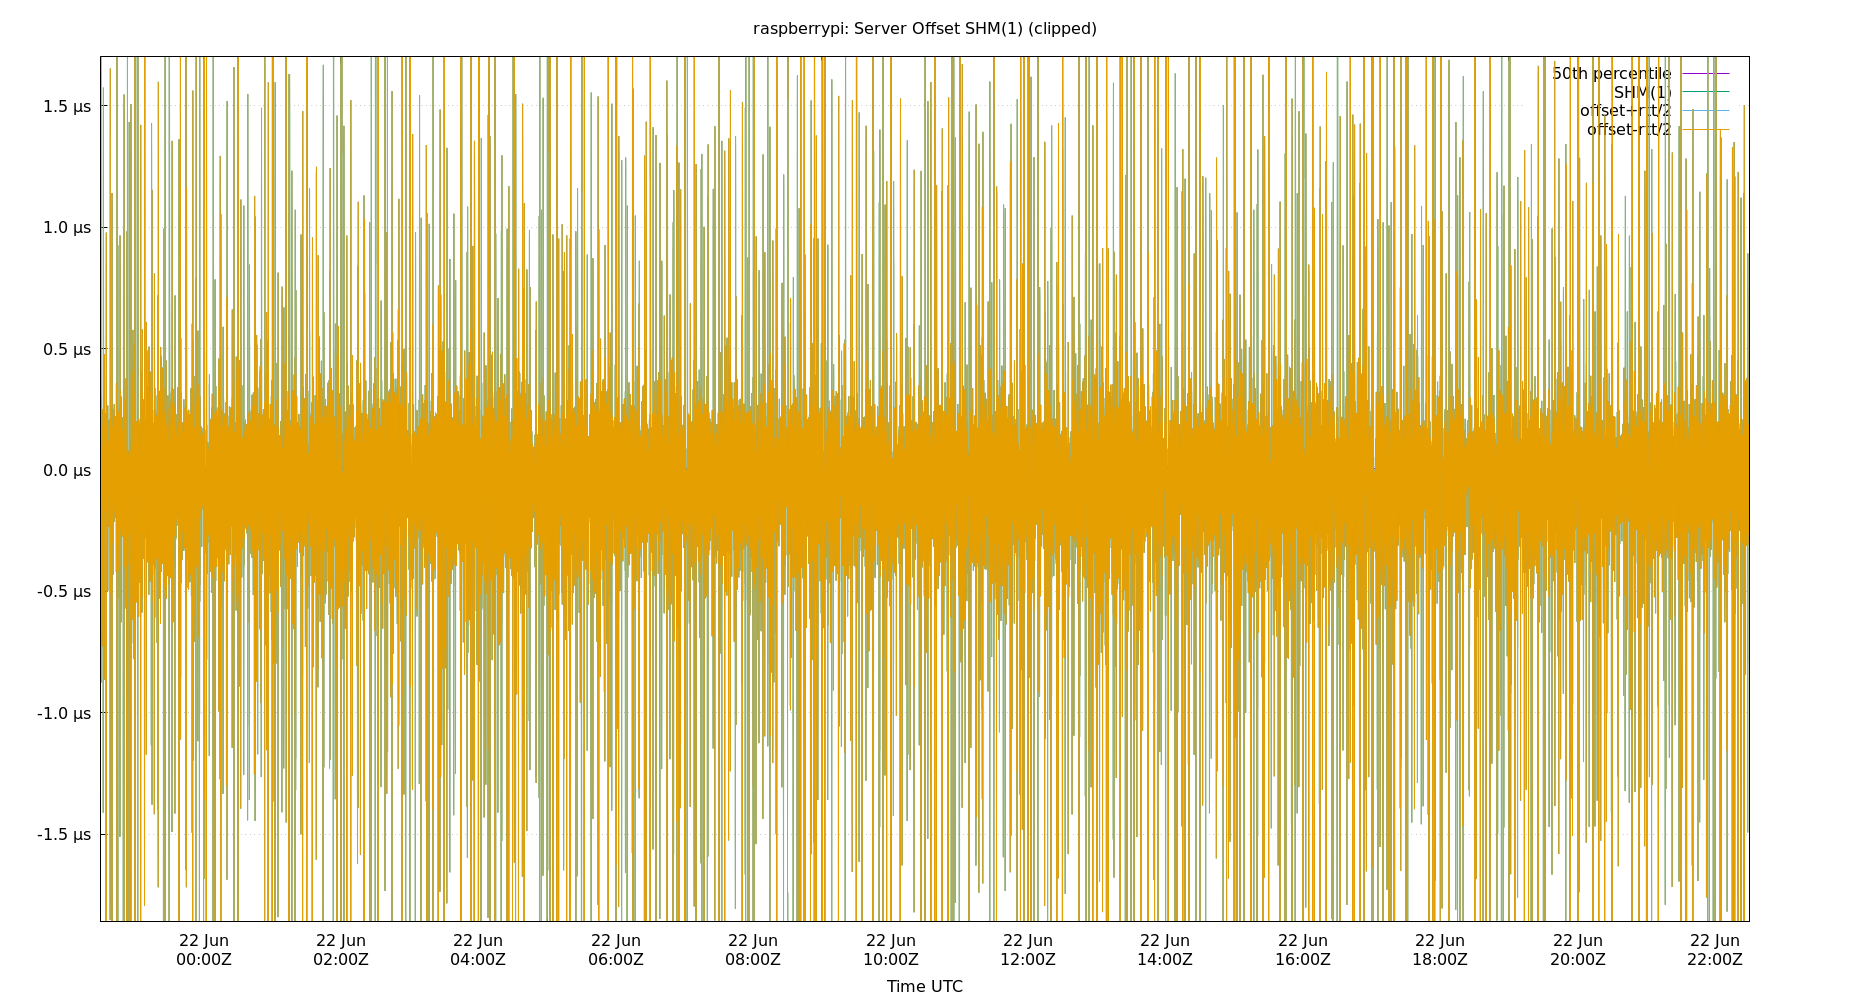 raspberrypi: Server Offset SHM(1) (clipped)
50th percentile
SHM(1)
offset+rtt/2
offset-rtt/2
1.5 µs
1.0 µs
0.5 µs
0.0 µs
-0.5 µs
-1.0 µs
-1.5 µs
22 Jun 22 Jun 22 Jun 22 Jun 22 Jun 22 Jun 22 Jun 22 Jun 22 Jun 22 Jun 22 Jun 22 Jun
00:00Z 02:00Z 04:00Z 06:00Z 08:00Z 10:00Z 12:00Z 14:00Z 16:00Z 18:00Z 20:00Z 22:00Z
Time UTC